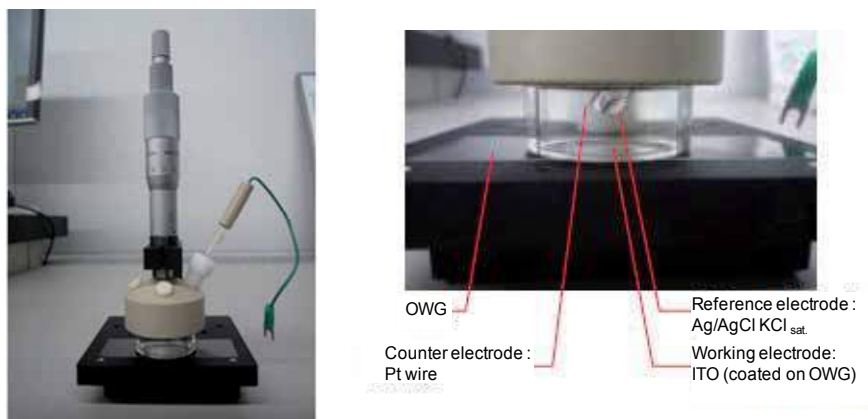 OWG
Counter electrode :
Pt wire
Reference electrode :
Ag/AgCl KCl sat.
Working electrode:
ITO (coated on OWG)